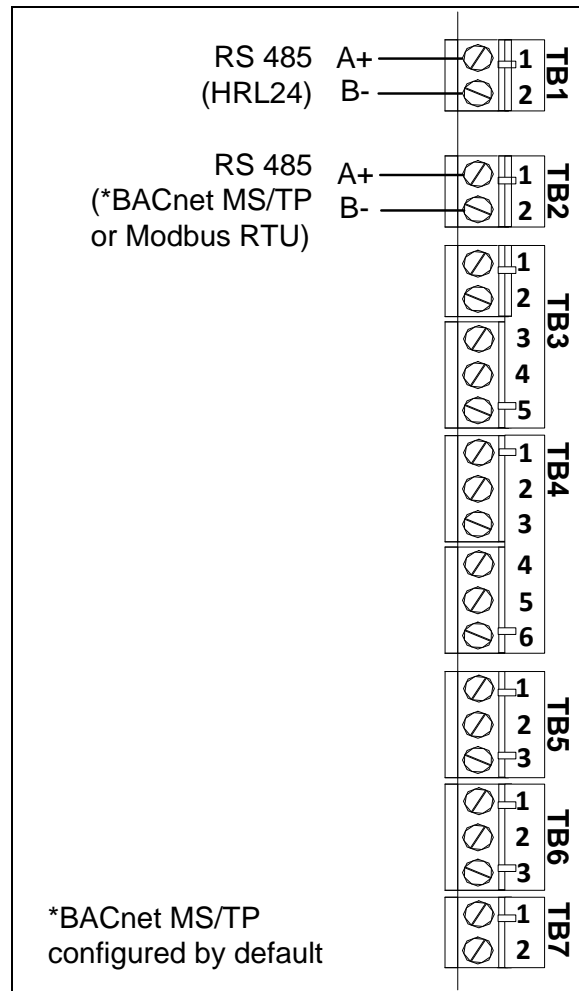 RS 485 A+ 1 TB1
(HRL24) B- 2
RS 485 A+ 1 TB2
(*BACnet MS/TP B- 2
or Modbus RTU)
1 TB3
2
3
4
5
1 TB4
2
3
4
5
6
1 TB5
2
3
1 TB6
2
3
*BACnet MS/TP 1 TB7
configured by default 2